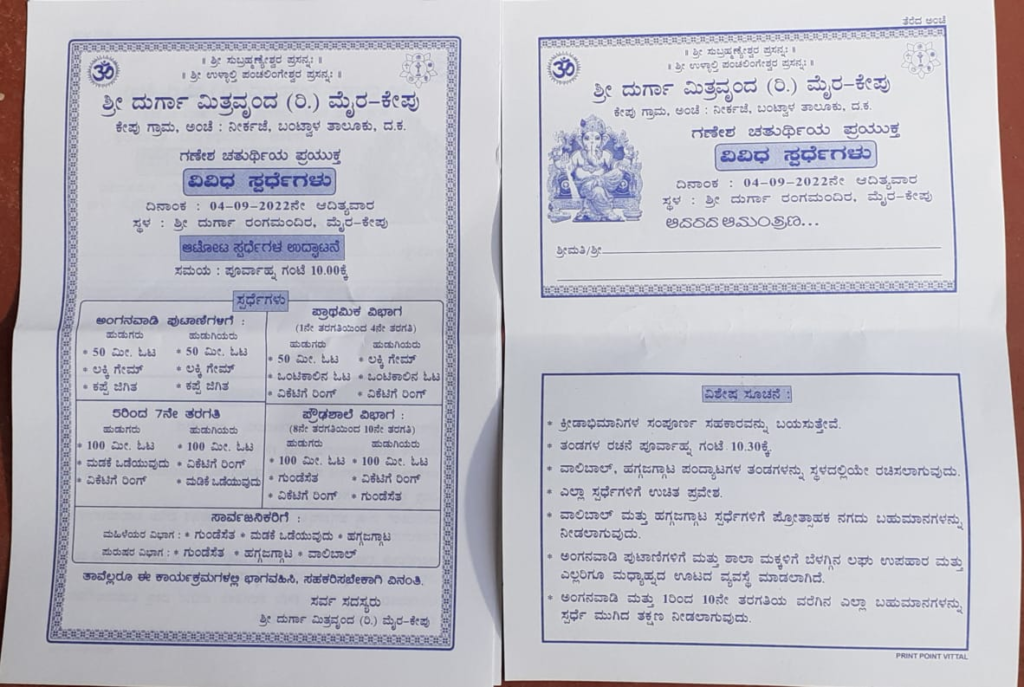 ॥ ಶ್ರೀ ಸುಬ್ರಹ್ಮಣ್ಯೇಶ್ವರ ಪ್ರಸನ್ನಃ ॥
॥ ಶ್ರೀ ಉಳ್ಳಾಲ್ತಿ ಪಂಚಲಿಂಗೇಶ್ವರ ಪ್ರಸನ್ನಃ ॥
ಶ್ರೀ ದುರ್ಗಾ ಮಿತ್ರವೃಂದ (ರಿ.) ಮೈರ-ಕೇಪು
ಕೇಪು ಗ್ರಾಮ, ಅಂಚೆ : ನೀರ್ಕಜೆ, ಬಂಟ್ವಾಳ ತಾಲೂಕು, ದ.ಕ.
ಗಣೇಶ ಚತುರ್ಥಿಯ ಪ್ರಯುಕ್ತ
ವಿವಿಧ ಸ್ಪರ್ಧೆಗಳು
ದಿನಾಂಕ : 04-09-2022ನೇ ಆದಿತ್ಯವಾರ
ಸ್ಥಳ : ಶ್ರೀ ದುರ್ಗಾ ರಂಗಮಂದಿರ, ಮೈರ-ಕೇಪು
ಆಟೋಟ ಸ್ಪರ್ಧೆಗಳ ಉದ್ಘಾಟನೆ
ಸಮಯ : ಪೂರ್ವಾಹ್ನ ಗಂಟೆ 10.00ಕ್ಕೆ
ಸ್ಪರ್ಧೆಗಳು
ಅಂಗನವಾಡಿ ಪುಟಾಣಿಗಳಿಗೆ :
ಹುಡುಗರು ಹುಡುಗಿಯರು
* 50 ಮೀ. ಓಟ * 50 ಮೀ. ಓಟ
* ಲಕ್ಕಿ ಗೇಮ್ * ಲಕ್ಕಿ ಗೇಮ್
* ಕಪ್ಪೆ ಜಿಗಿತ * ಕಪ್ಪೆ ಜಿಗಿತ
ಪ್ರಾಥಮಿಕ ವಿಭಾಗ
(1ನೇ ತರಗತಿಯಿಂದ 4ನೇ ತರಗತಿ)
ಹುಡುಗರು ಹುಡುಗಿಯರು
* 50 ಮೀ. ಓಟ * ಲಕ್ಕಿ ಗೇಮ್
* ಒಂಟಿಕಾಲಿನ ಓಟ * ಒಂಟಿಕಾಲಿನ ಓಟ
* ವಿಕೆಟಿಗೆ ರಿಂಗ್ * ವಿಕೆಟಿಗೆ ರಿಂಗ್
5ರಿಂದ 7ನೇ ತರಗತಿ
ಹುಡುಗರು ಹುಡುಗಿಯರು
* 100 ಮೀ. ಓಟ * 100 ಮೀ. ಓಟ
* ಮಡಕೆ ಒಡೆಯುವುದು * ವಿಕೆಟಿಗೆ ರಿಂಗ್
* ವಿಕೆಟಿಗೆ ರಿಂಗ್ * ಮಡಿಕೆ ಒಡೆಯುವುದು
ಪ್ರೌಢಶಾಲೆ ವಿಭಾಗ :
(8ನೇ ತರಗತಿಯಿಂದ 10ನೇ ತರಗತಿ)
ಹುಡುಗರು ಹುಡುಗಿಯರು
* 100 ಮೀ. ಓಟ * 100 ಮೀ. ಓಟ
* ಗುಂಡೆಸೆತ * ವಿಕೆಟಿಗೆ ರಿಂಗ್
* ವಿಕೆಟಿಗೆ ರಿಂಗ್ * ಗುಂಡೆಸೆತ
ಸಾರ್ವಜನಿಕರಿಗೆ :
ಮಹಿಳೆಯರ ವಿಭಾಗ : * ಗುಂಡೆಸೆತ * ಮಡಕೆ ಒಡೆಯುವುದು * ಹಗ್ಗಜಗ್ಗಾಟ
ಪುರುಷರ ವಿಭಾಗ : * ಗುಂಡೆಸೆತ * ಹಗ್ಗಜಗ್ಗಾಟ * ವಾಲಿಬಾಲ್
ತಾವೆಲ್ಲರೂ ಈ ಕಾರ್ಯಕ್ರಮಗಳಲ್ಲಿ ಭಾಗವಹಿಸಿ, ಸಹಕರಿಸಬೇಕಾಗಿ ವಿನಂತಿ.
ಸರ್ವ ಸದಸ್ಯರು
ಶ್ರೀ ದುರ್ಗಾ ಮಿತ್ರವೃಂದ (ರಿ.) ಮೈರ-ಕೇಪು
ತೆರೆದ ಅಂಚೆ
॥ ಶ್ರೀ ಸುಬ್ರಹ್ಮಣ್ಯೇಶ್ವರ ಪ್ರಸನ್ನಃ ॥
॥ ಶ್ರೀ ಉಳ್ಳಾಲ್ತಿ ಪಂಚಲಿಂಗೇಶ್ವರ ಪ್ರಸನ್ನಃ ॥
ಶ್ರೀ ದುರ್ಗಾ ಮಿತ್ರವೃಂದ (ರಿ.) ಮೈರ-ಕೇಪು
ಕೇಪು ಗ್ರಾಮ, ಅಂಚೆ : ನೀರ್ಕಜೆ, ಬಂಟ್ವಾಳ ತಾಲೂಕು, ದ.ಕ.
ಗಣೇಶ ಚತುರ್ಥಿಯ ಪ್ರಯುಕ್ತ
ವಿವಿಧ ಸ್ಪರ್ಧೆಗಳು
ದಿನಾಂಕ : 04-09-2022ನೇ ಆದಿತ್ಯವಾರ
ಸ್ಥಳ : ಶ್ರೀ ದುರ್ಗಾ ರಂಗಮಂದಿರ, ಮೈರ-ಕೇಪು
ಆದರದ ಆಮಂತ್ರಣ...
ಶ್ರೀಮತಿ/ಶ್ರೀ
ವಿಶೇಷ ಸೂಚನೆ :
* ಕ್ರೀಡಾಭಿಮಾನಿಗಳ ಸಂಪೂರ್ಣ ಸಹಕಾರವನ್ನು ಬಯಸುತ್ತೇವೆ.
* ತಂಡಗಳ ರಚನೆ ಪೂರ್ವಾಹ್ನ ಗಂಟೆ 10.30ಕ್ಕೆ.
* ವಾಲಿಬಾಲ್, ಹಗ್ಗಜಗ್ಗಾಟ ಪಂದ್ಯಾಟಗಳ ತಂಡಗಳನ್ನು ಸ್ಥಳದಲ್ಲಿಯೇ ರಚಿಸಲಾಗುವುದು.
* ಎಲ್ಲಾ ಸ್ಪರ್ಧೆಗಳಿಗೆ ಉಚಿತ ಪ್ರವೇಶ.
* ವಾಲಿಬಾಲ್ ಮತ್ತು ಹಗ್ಗಜಗ್ಗಾಟ ಸ್ಪರ್ಧೆಗಳಿಗೆ ಪ್ರೋತ್ಸಾಹಕ ನಗದು ಬಹುಮಾನಗಳನ್ನು
ನೀಡಲಾಗುವುದು.
* ಅಂಗನವಾಡಿ ಪುಟಾಣಿಗಳಿಗೆ ಮತ್ತು ಶಾಲಾ ಮಕ್ಕಳಿಗೆ ಬೆಳಗ್ಗಿನ ಲಘು ಉಪಹಾರ ಮತ್ತು
ಎಲ್ಲರಿಗೂ ಮಧ್ಯಾಹ್ನದ ಊಟದ ವ್ಯವಸ್ಥೆ ಮಾಡಲಾಗಿದೆ.
* ಅಂಗನವಾಡಿ ಮತ್ತು 1ರಿಂದ 10ನೇ ತರಗತಿಯ ವರೆಗಿನ ಎಲ್ಲಾ ಬಹುಮಾನಗಳನ್ನು
ಸ್ಪರ್ಧೆ ಮುಗಿದ ತಕ್ಷಣ ನೀಡಲಾಗುವುದು.
PRINT POINT VITTAL